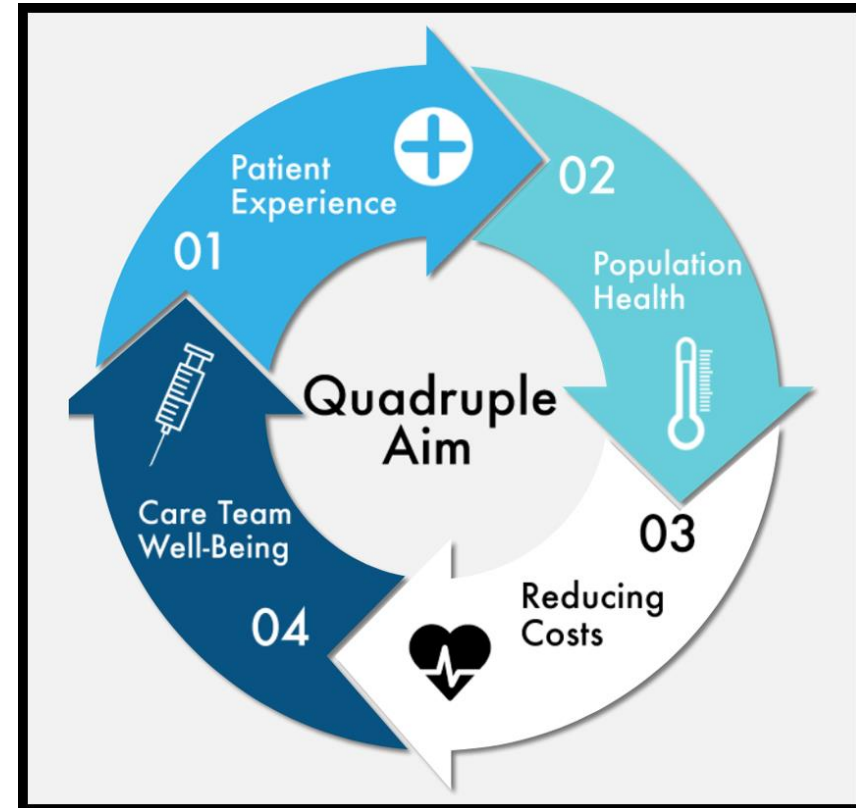 01
Patient
Experience
02
Population
Health
Quadruple
Aim
03
Reducing
Costs
04
Care Team
Well-Being